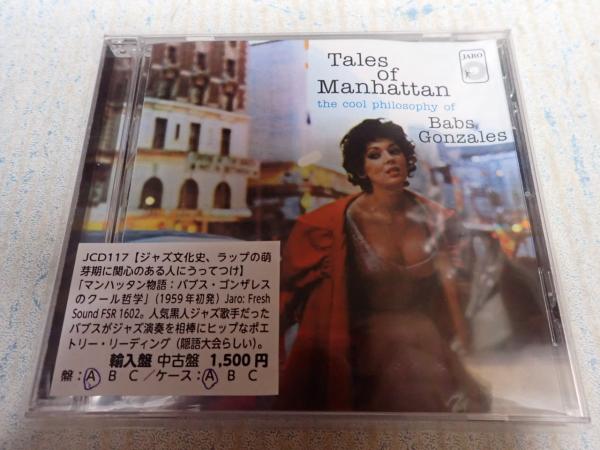 Tales
of
Manhattan
the cool philosophy of
Babs
Gonzales
JARO
JCD117【ジャズ文化史、ラップの萌
芽期に関心のある人にうってつけ】
「マンハッタン物語：バブス・ゴンザレス
のクール哲学」(1959年初発) Jaro: Fresh
Sound FSR 1602。人気黒人ジャズ歌手だった
バブスがジャズ演奏を相棒にヒップなポエ
トリー・リーディング（隠語大会らしい）。
輸入盤 中古盤 1,500円
盤：A B C／ケース：A B C